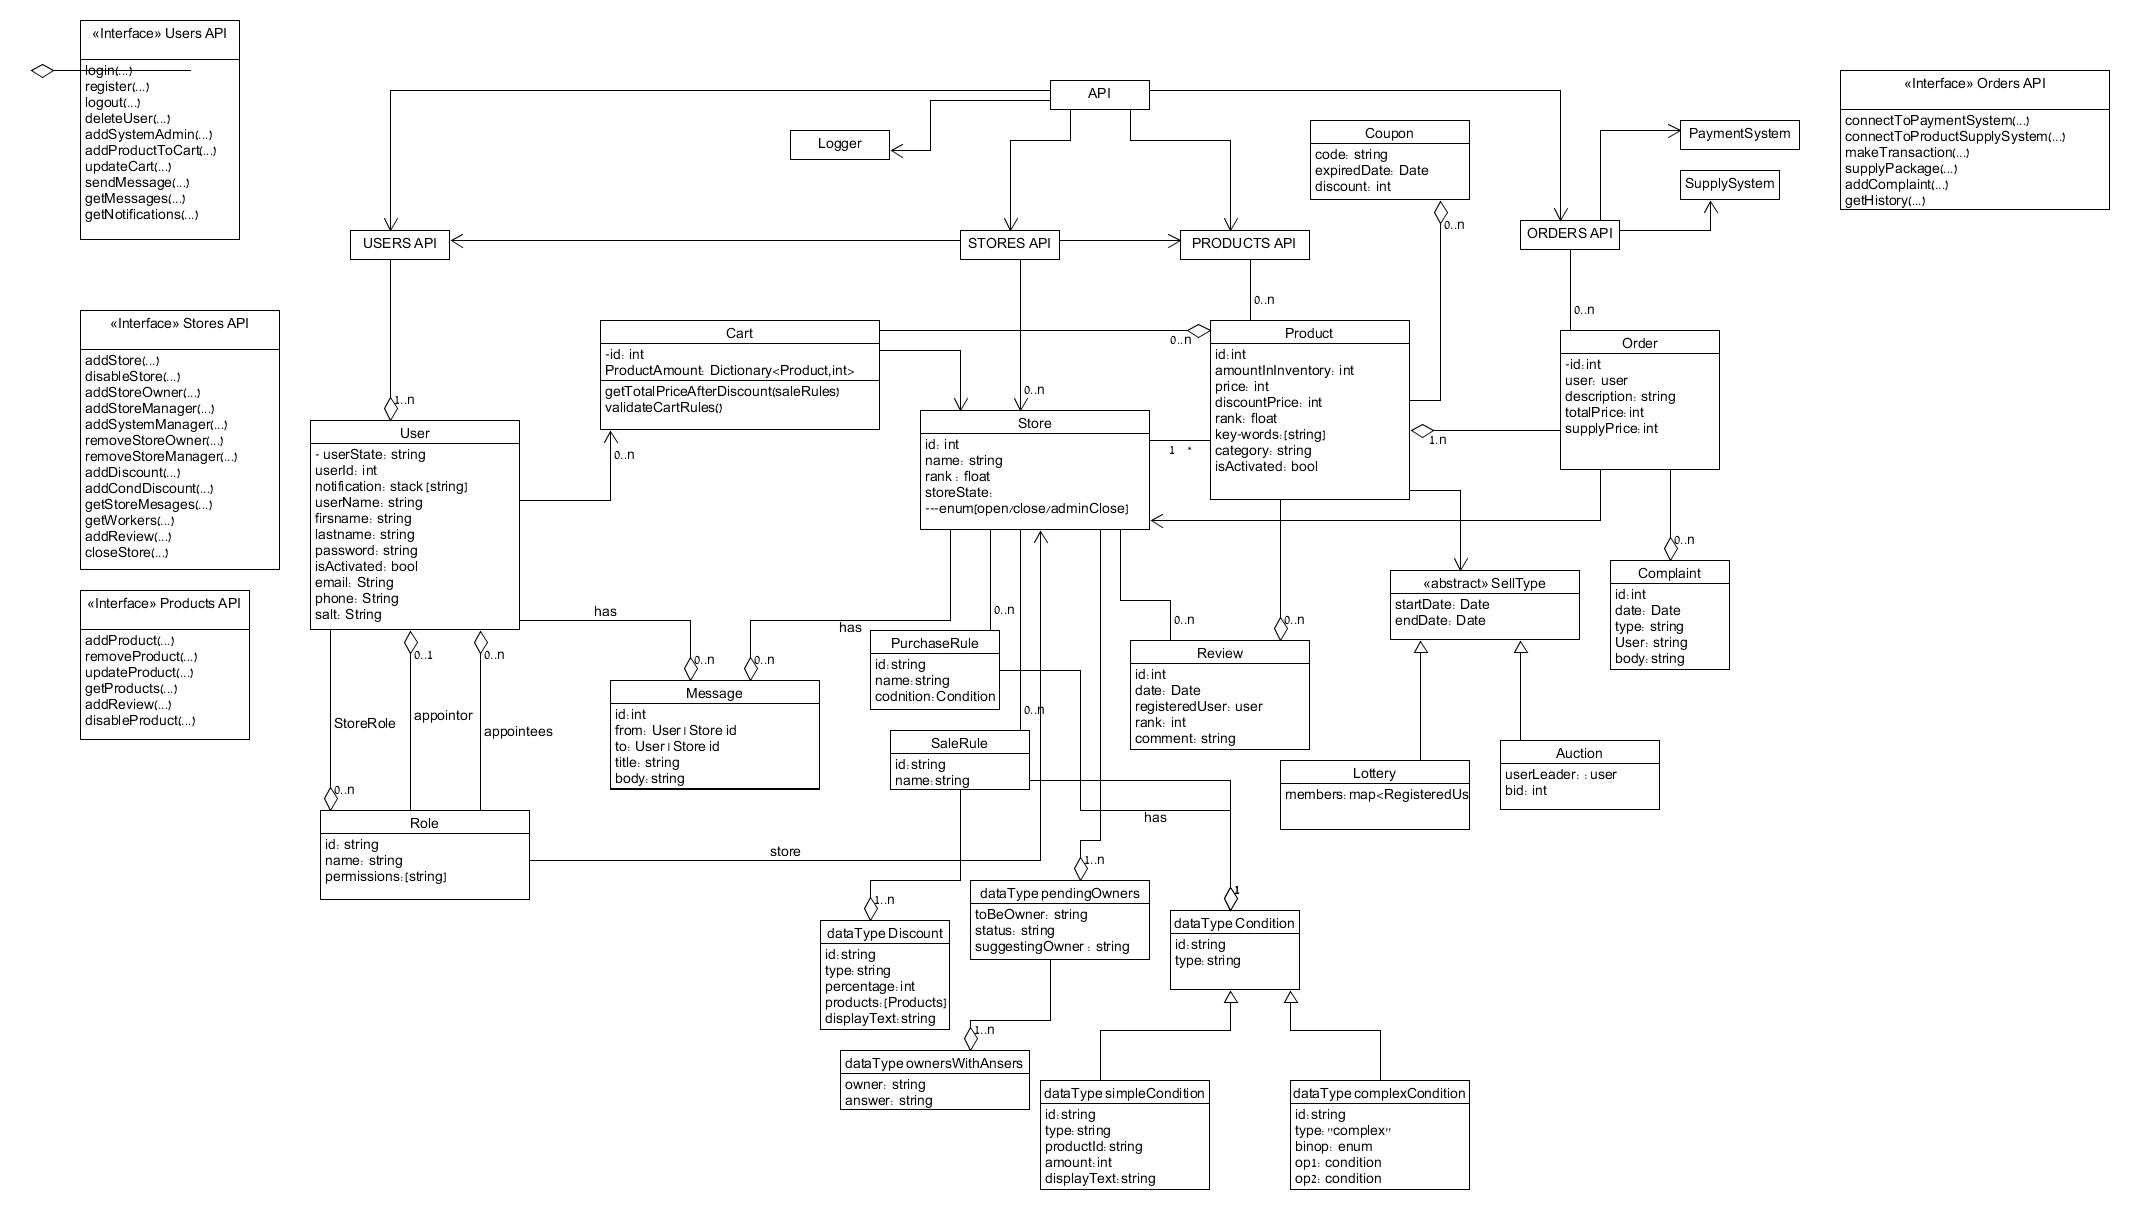 «Interface» Users API
login(...)
register(...)
logout(...)
deleteUser(...)
addSystemAdmin(...)
addProductToCart(...)
updateCart(...)
sendMessage(...)
getMessages(...)
getNotifications(...)
API
Logger
Coupon
code: string
expiredDate: Date
discount: int
0..n
PaymentSystem
SupplySystem
«Interface» Orders API
connectToPaymentSystem(...)
connectToProductSupplySystem(...)
makeTransaction(...)
supplyPackage(...)
addComplaint(...)
getHistory(...)
USERS API
STORES API
PRODUCTS API
ORDERS API
0..n
0..n
«Interface» Stores API
addStore(...)
disableStore(...)
addStoreOwner(...)
addStoreManager(...)
addSystemManager(...)
removeStoreOwner(...)
removeStoreManager(...)
addDiscount(...)
addCondDiscount(...)
getStoreMesages(...)
getWorkers(...)
addReview(...)
closeStore(...)
Cart
-id: int
ProductAmount: Dictionary<Product,int>
getTotalPriceAfterDiscount(saleRules)
validateCartRules()
0..n
0..n
Product
id:int
amountInInventory: int
price: int
discountPrice: int
rank: float
key-words:[string]
category: string
isActivated: bool
Order
-id:int
user: user
description: string
totalPrice:int
supplyPrice:int
1.n
1..n
User
- userState: string
userId: int
notification: stack [string]
userName: string
firsname: string
lastname: string
password: string
isActivated: bool
email: String
phone: String
salt: String
0..n
Store
id: int
name: string
rank : float
storeState:
---enum[open/close/adminClose]
1 *
0..n
«abstract» SellType
startDate: Date
endDate: Date
Complaint
id:int
date: Date
type: string
User: string
body:string
«Interface» Products API
addProduct(...)
removeProduct(...)
updateProduct(...)
getProducts(...)
addReview(...)
disableProduct(...)
has
has
0..n
0..n
0..n
0..n
0..n
0..1
0..n
0..n
StoreRole
appointor
appointees
0..n
Message
id:int
from: User | Store id
to: User | Store id
title: string
body:string
PurchaseRule
id:string
name:string
codnition:Condition
Review
id:int
date: Date
registeredUser: user
rank: int
comment: string
SaleRule
id:string
name:string
Lottery
members:map<RegisteredUs
Auction
userLeader: : user
bid: int
has
Role
id: string
name: string
permissions:[string]
store
1..n
1..n
1
dataType Discount
id:string
type:string
percentage:int
products:[Products]
displayText:string
dataType pendingOwners
toBeOwner: string
status: string
suggestingOwner : string
dataType Condition
id:string
type:string
1..n
dataType ownersWithAnsers
owner: string
answer: string
dataType simpleCondition
id:string
type:string
productId:string
amount:int
displayText:string
dataType complexCondition
id:string
type:"complex"
binop: enum
op1: condition
op2: condition